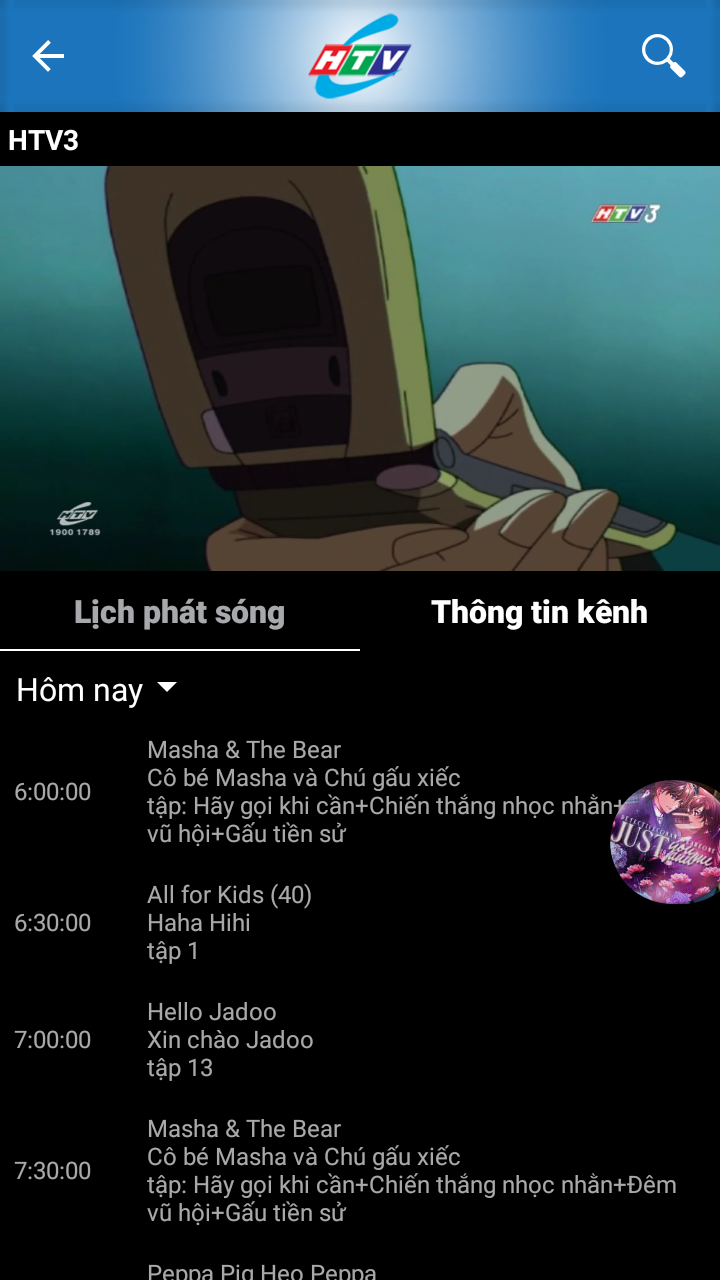 HTV
HTV3
HTV3
HTV
1900 1789
Lịch phát sóng
Thông tin kênh
Hôm nay
6:00:00
Masha & The Bear
Cô bé Masha và Chú gấu xiếc
tập: Hãy gọi khi cần+Chiến thắng nhọc nhằn+
vũ hội+Gấu tiền sử
JUST
6:30:00
All for Kids (40)
Haha Hihi
tập 1
7:00:00
Hello Jadoo
Xin chào Jadoo
tập 13
7:30:00
Masha & The Bear
Cô bé Masha và Chú gấu xiếc
tập: Hãy gọi khi cần+Chiến thắng nhọc nhằn+Đêm
vũ hội+Gấu tiền sử
Peppa Pig Heo Peppa